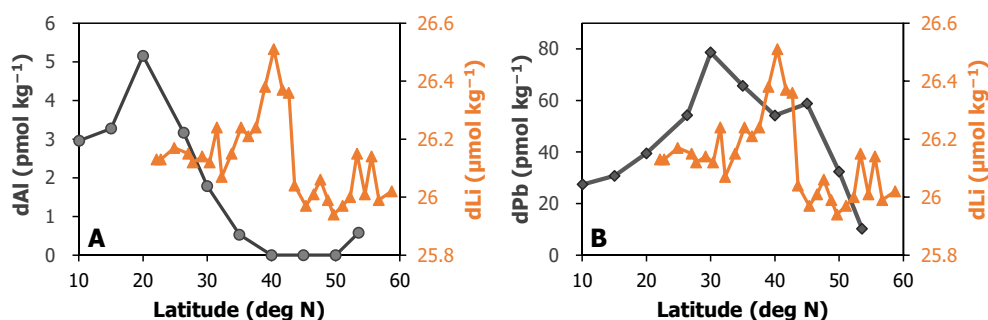 6
5
4
3
2
1
0
dAl (pmol kg⁻¹)
26.6
26.4
26.2
26
25.8
dLi (µmol kg⁻¹)
A
10 20 30 40 50 60
Latitude (deg N)
80
60
40
20
0
dPb (pmol kg⁻¹)
26.6
26.4
26.2
26
25.8
dLi (µmol kg⁻¹)
B
10 20 30 40 50 60
Latitude (deg N)